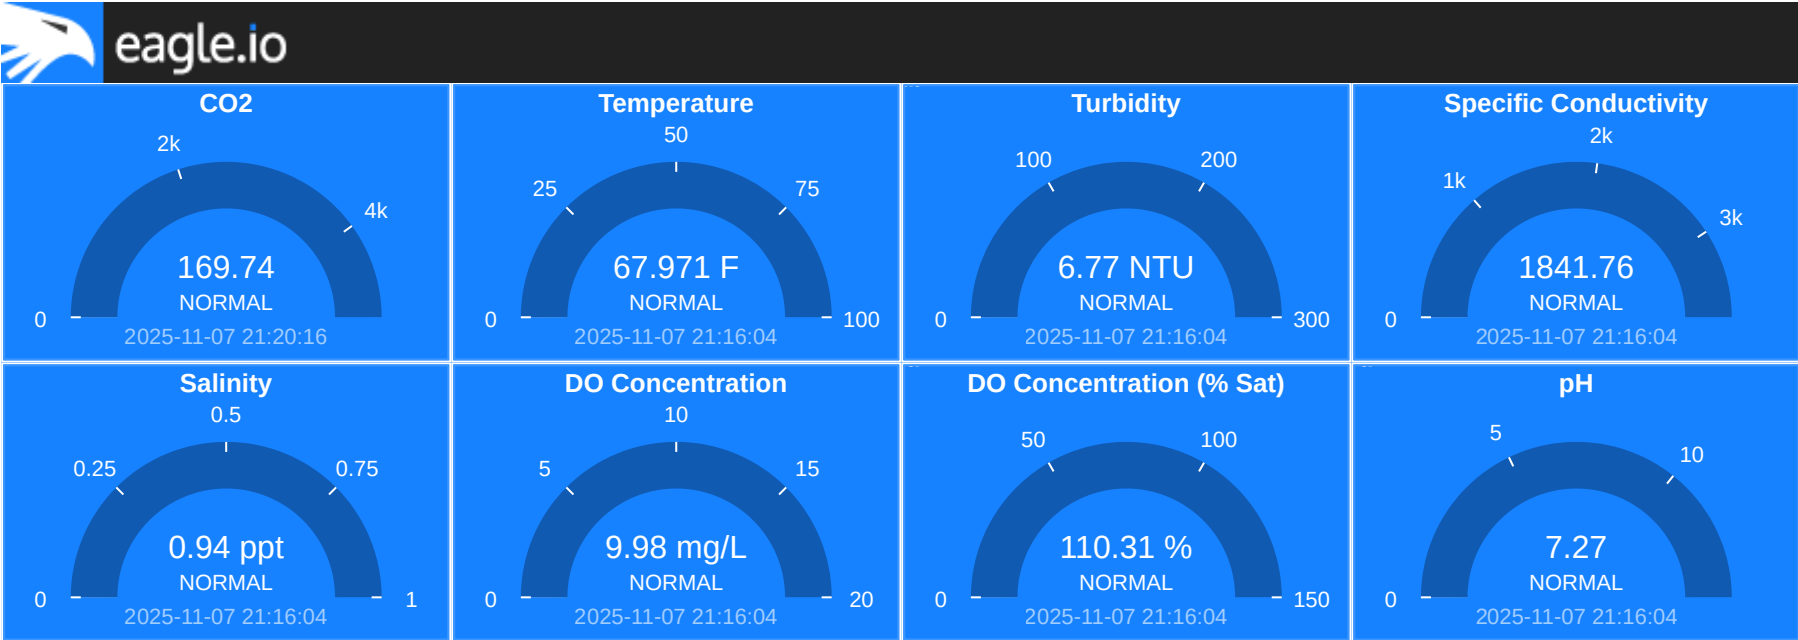 eagle.io
CO2
2k
4k
169.74
NORMAL
0
2025-11-07 21:20:16
Temperature
50
25
75
67.971 F
NORMAL
0
100
2025-11-07 21:16:04
Turbidity
100
200
6.77 NTU
NORMAL
0
300
2025-11-07 21:16:04
Specific Conductivity
2k
1k
3k
1841.76
NORMAL
0
2025-11-07 21:16:04
Salinity
0.5
0.25
0.75
0.94 ppt
NORMAL
0
1
2025-11-07 21:16:04
DO Concentration
10
5
15
9.98 mg/L
NORMAL
0
20
2025-11-07 21:16:04
DO Concentration (% Sat)
50
100
110.31 %
NORMAL
0
150
2025-11-07 21:16:04
pH
5
10
7.27
NORMAL
0
2025-11-07 21:16:04